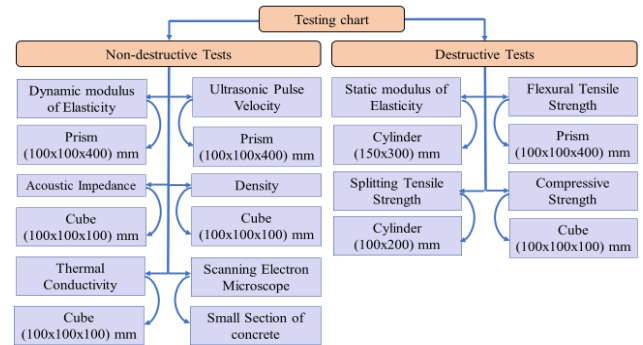 Testing chart
Non-destructive Tests
Dynamic modulus
of Elasticity
Ultrasonic Pulse
Velocity
Prism
(100x100x400) mm
Prism
(100x100x400) mm
Acoustic Impedance
Density
Cube
(100x100x100) mm
Cube
(100x100x100) mm
Thermal
Conductivity
Scanning Electron
Microscope
Cube
(100x100x100) mm
Small Section of
concrete
Destructive Tests
Static modulus of
Elasticity
Flexural Tensile
Strength
Cylinder
(150x300) mm
Prism
(100x100x400) mm
Splitting Tensile
Strength
Compressive
Strength
Cylinder
(100x200) mm
Cube
(100x100x100) mm